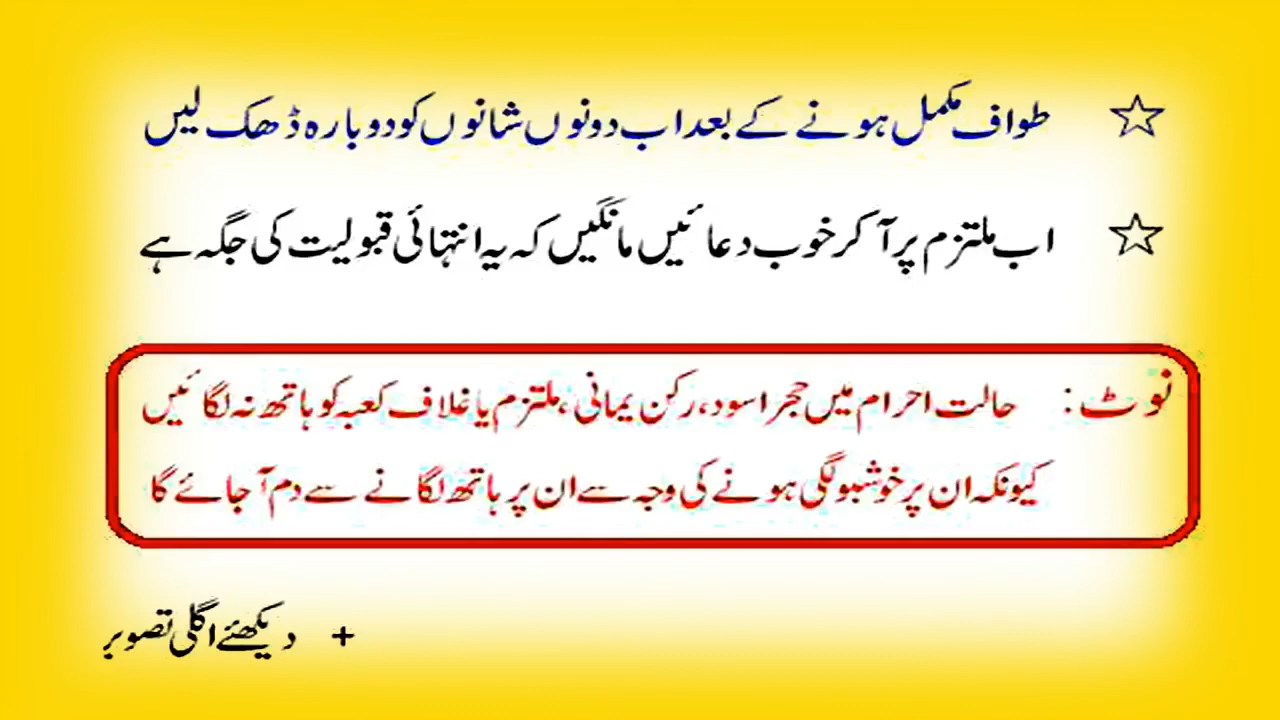 ☆ طواف مکمل ہونے کے بعد اب دونوں شانوں کو دوبارہ ڈھک لیں
☆ اب ملتزم پر آ کر خوب دعائیں مانگیں کہ یہ انتہائی قبولیت کی جگہ ہے
نوٹ: حالت احرام میں حجر اسود، رکن یمانی، ملتزم یا غلاف کعبہ کو ہاتھ نہ لگائیں
کیونکہ ان پر خوشبو لگی ہونے کی وجہ سے ان پر ہاتھ لگانے سے دم آ جائے گا
+ دیکھئے اگلی تصویر